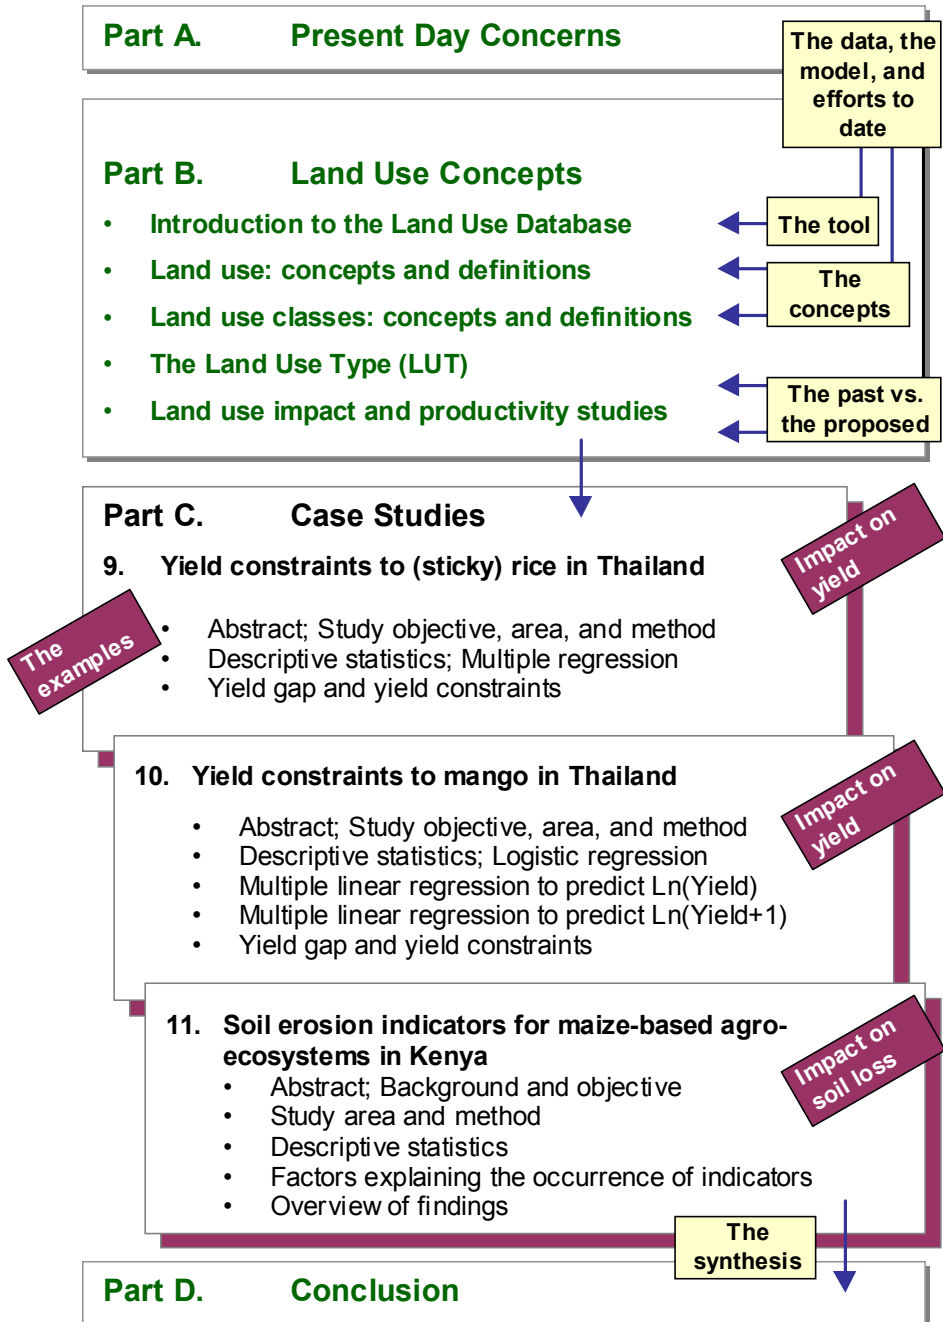 Part A. Present Day Concerns
The data, the
model, and
efforts to
date
Part B. Land Use Concepts
• Introduction to the Land Use Database
The tool
• Land use: concepts and definitions
The
concepts
• Land use classes: concepts and definitions
• The Land Use Type (LUT)
The past vs.
the proposed
• Land use impact and productivity studies
Part C. Case Studies
Impact on
yield
9. Yield constraints to (sticky) rice in Thailand
The
examples
• Abstract; Study objective, area, and method
• Descriptive statistics; Multiple regression
• Yield gap and yield constraints
10. Yield constraints to mango in Thailand
Impact on
yield
• Abstract; Study objective, area, and method
• Descriptive statistics; Logistic regression
• Multiple linear regression to predict Ln(Yield)
• Multiple linear regression to predict Ln(Yield+1)
• Yield gap and yield constraints
11. Soil erosion indicators for maize-based agro-
ecosystems in Kenya
Impact on
soil loss
• Abstract; Background and objective
• Study area and method
• Descriptive statistics
• Factors explaining the occurrence of indicators
• Overview of findings
The
synthesis
Part D. Conclusion